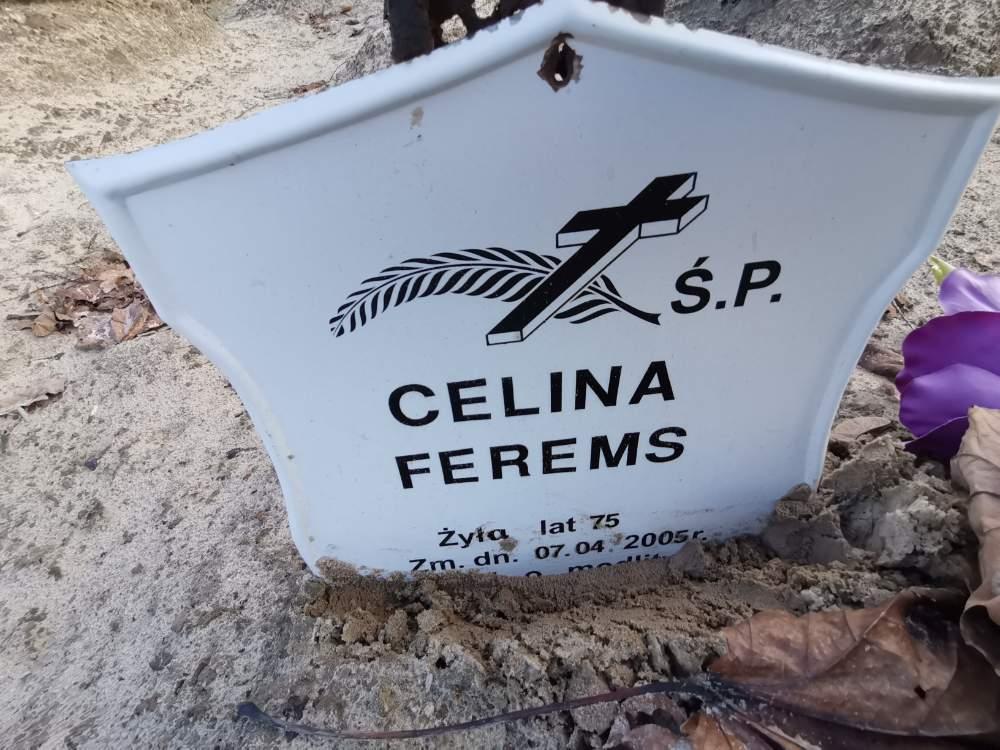 Ś.P.
CELINA
FEREMS
Żyła lat 75
Zm. dn. 07.04.2005r.
o